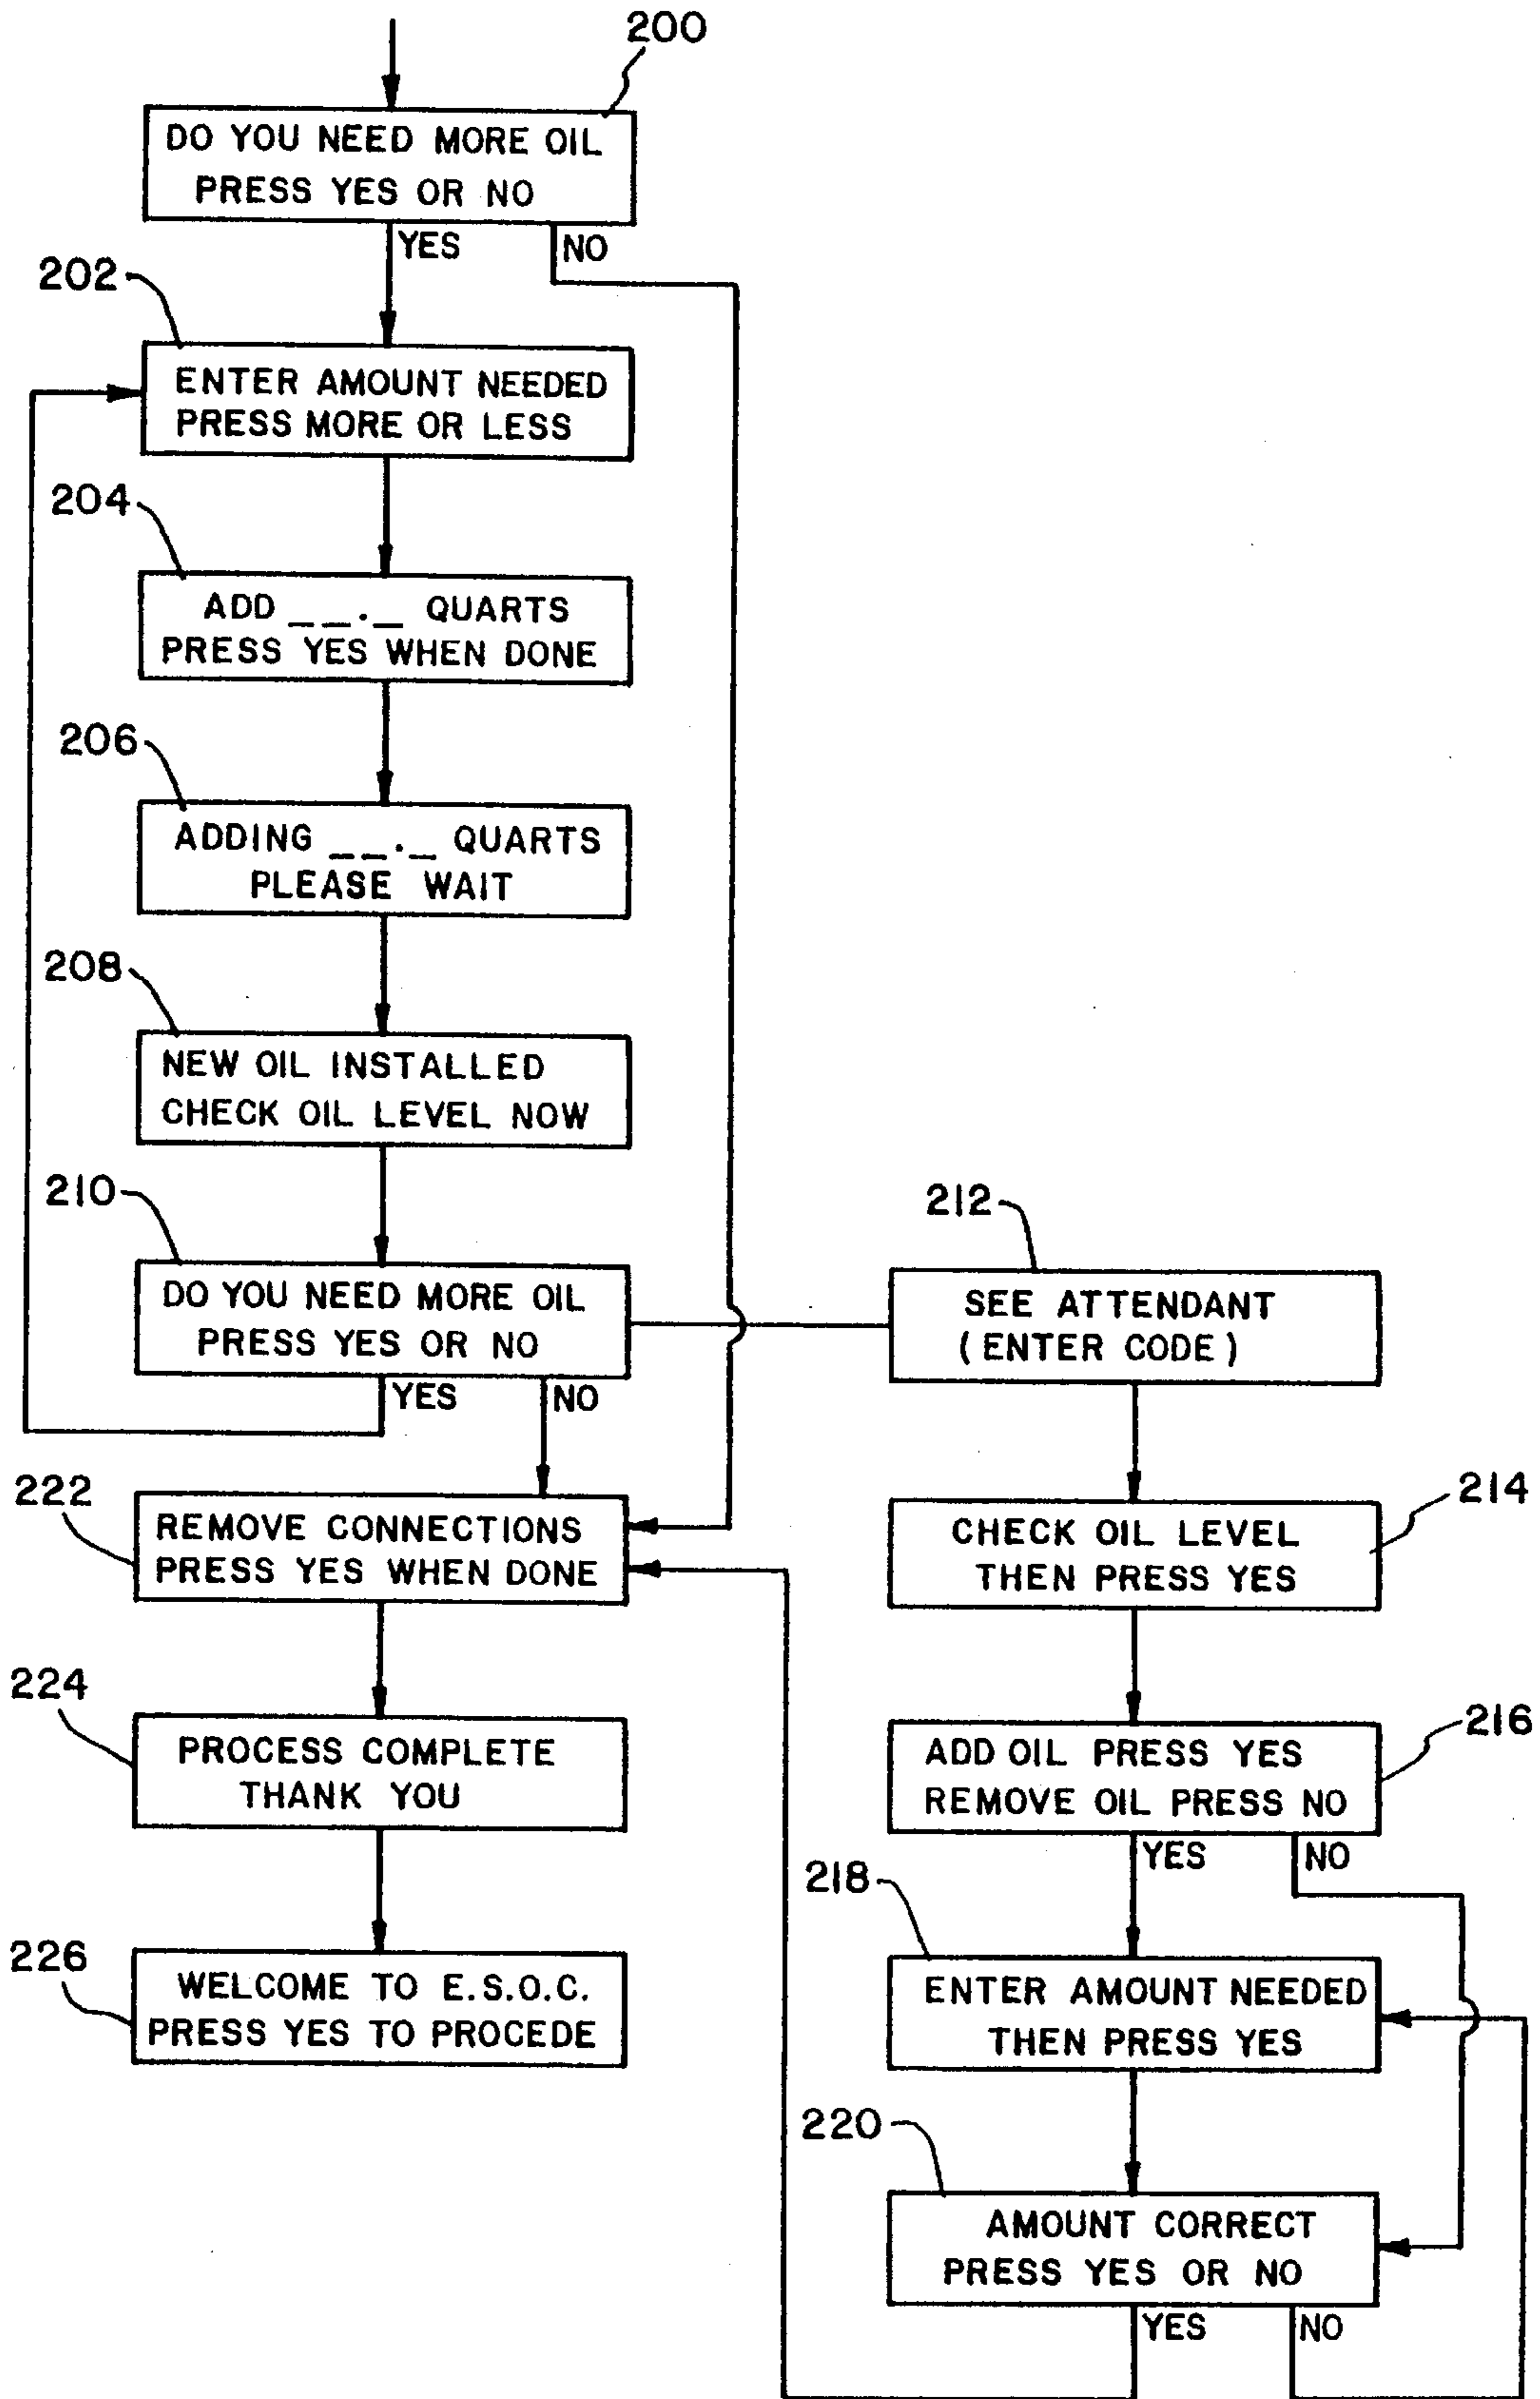 200
DO YOU NEED MORE OIL
PRESS YES OR NO
YES
NO
202
ENTER AMOUNT NEEDED
PRESS MORE OR LESS
204
ADD _ _ . _ QUARTS
PRESS YES WHEN DONE
206
ADDING _ _ . _ QUARTS
PLEASE WAIT
208
NEW OIL INSTALLED
CHECK OIL LEVEL NOW
210
DO YOU NEED MORE OIL
PRESS YES OR NO
YES
NO
212
SEE ATTENDANT
( ENTER CODE )
214
CHECK OIL LEVEL
THEN PRESS YES
216
ADD OIL PRESS YES
REMOVE OIL PRESS NO
YES
NO
218
ENTER AMOUNT NEEDED
THEN PRESS YES
220
AMOUNT CORRECT
PRESS YES OR NO
YES
NO
222
REMOVE CONNECTIONS
PRESS YES WHEN DONE
224
PROCESS COMPLETE
THANK YOU
226
WELCOME TO E.S.O.C.
PRESS YES TO PROCEDE